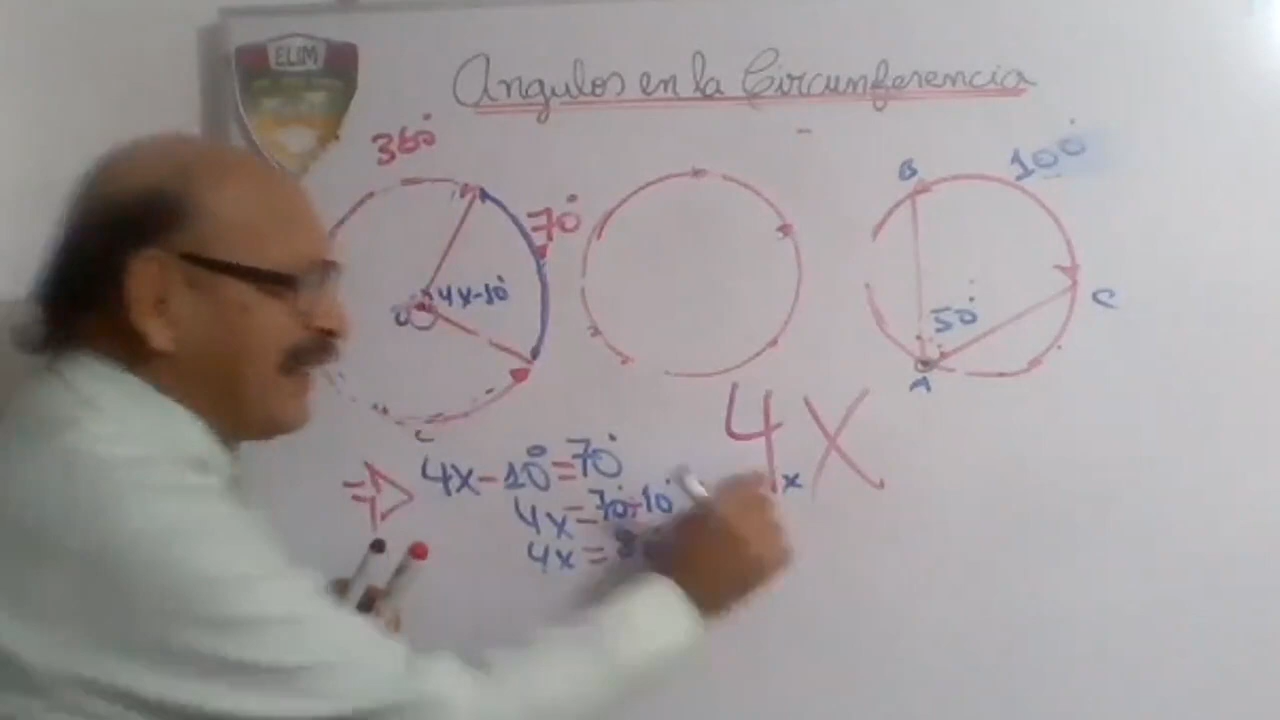 ELIM
Angulos en la Circunferencia
360°
70°
4x-10°
B
100°
50°
C
A
4X
x
4x-10°=70°
4x=70°+10°
4x=8